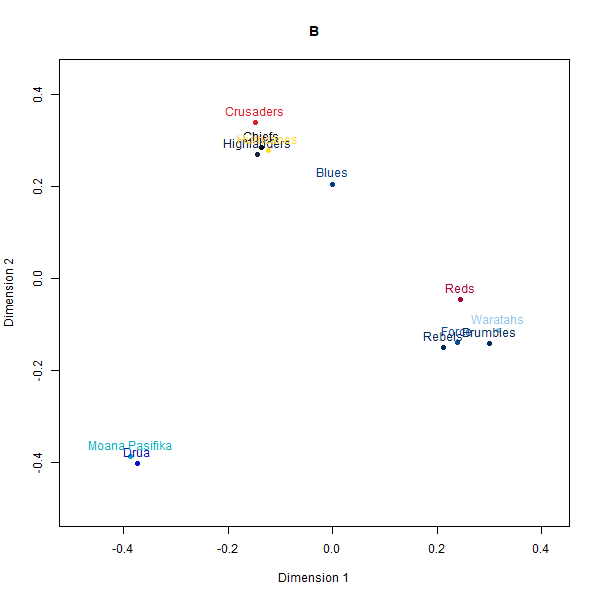 B
Crusaders
Chiefs
Highlanders
Blues
Reds
Waratahs
Force
Brumbies
Rebels
Moana Pasifika
Drua
Dimension 2
0.4
0.2
0.0
-0.2
-0.4
-0.4
-0.2
0.0
0.2
0.4
Dimension 1